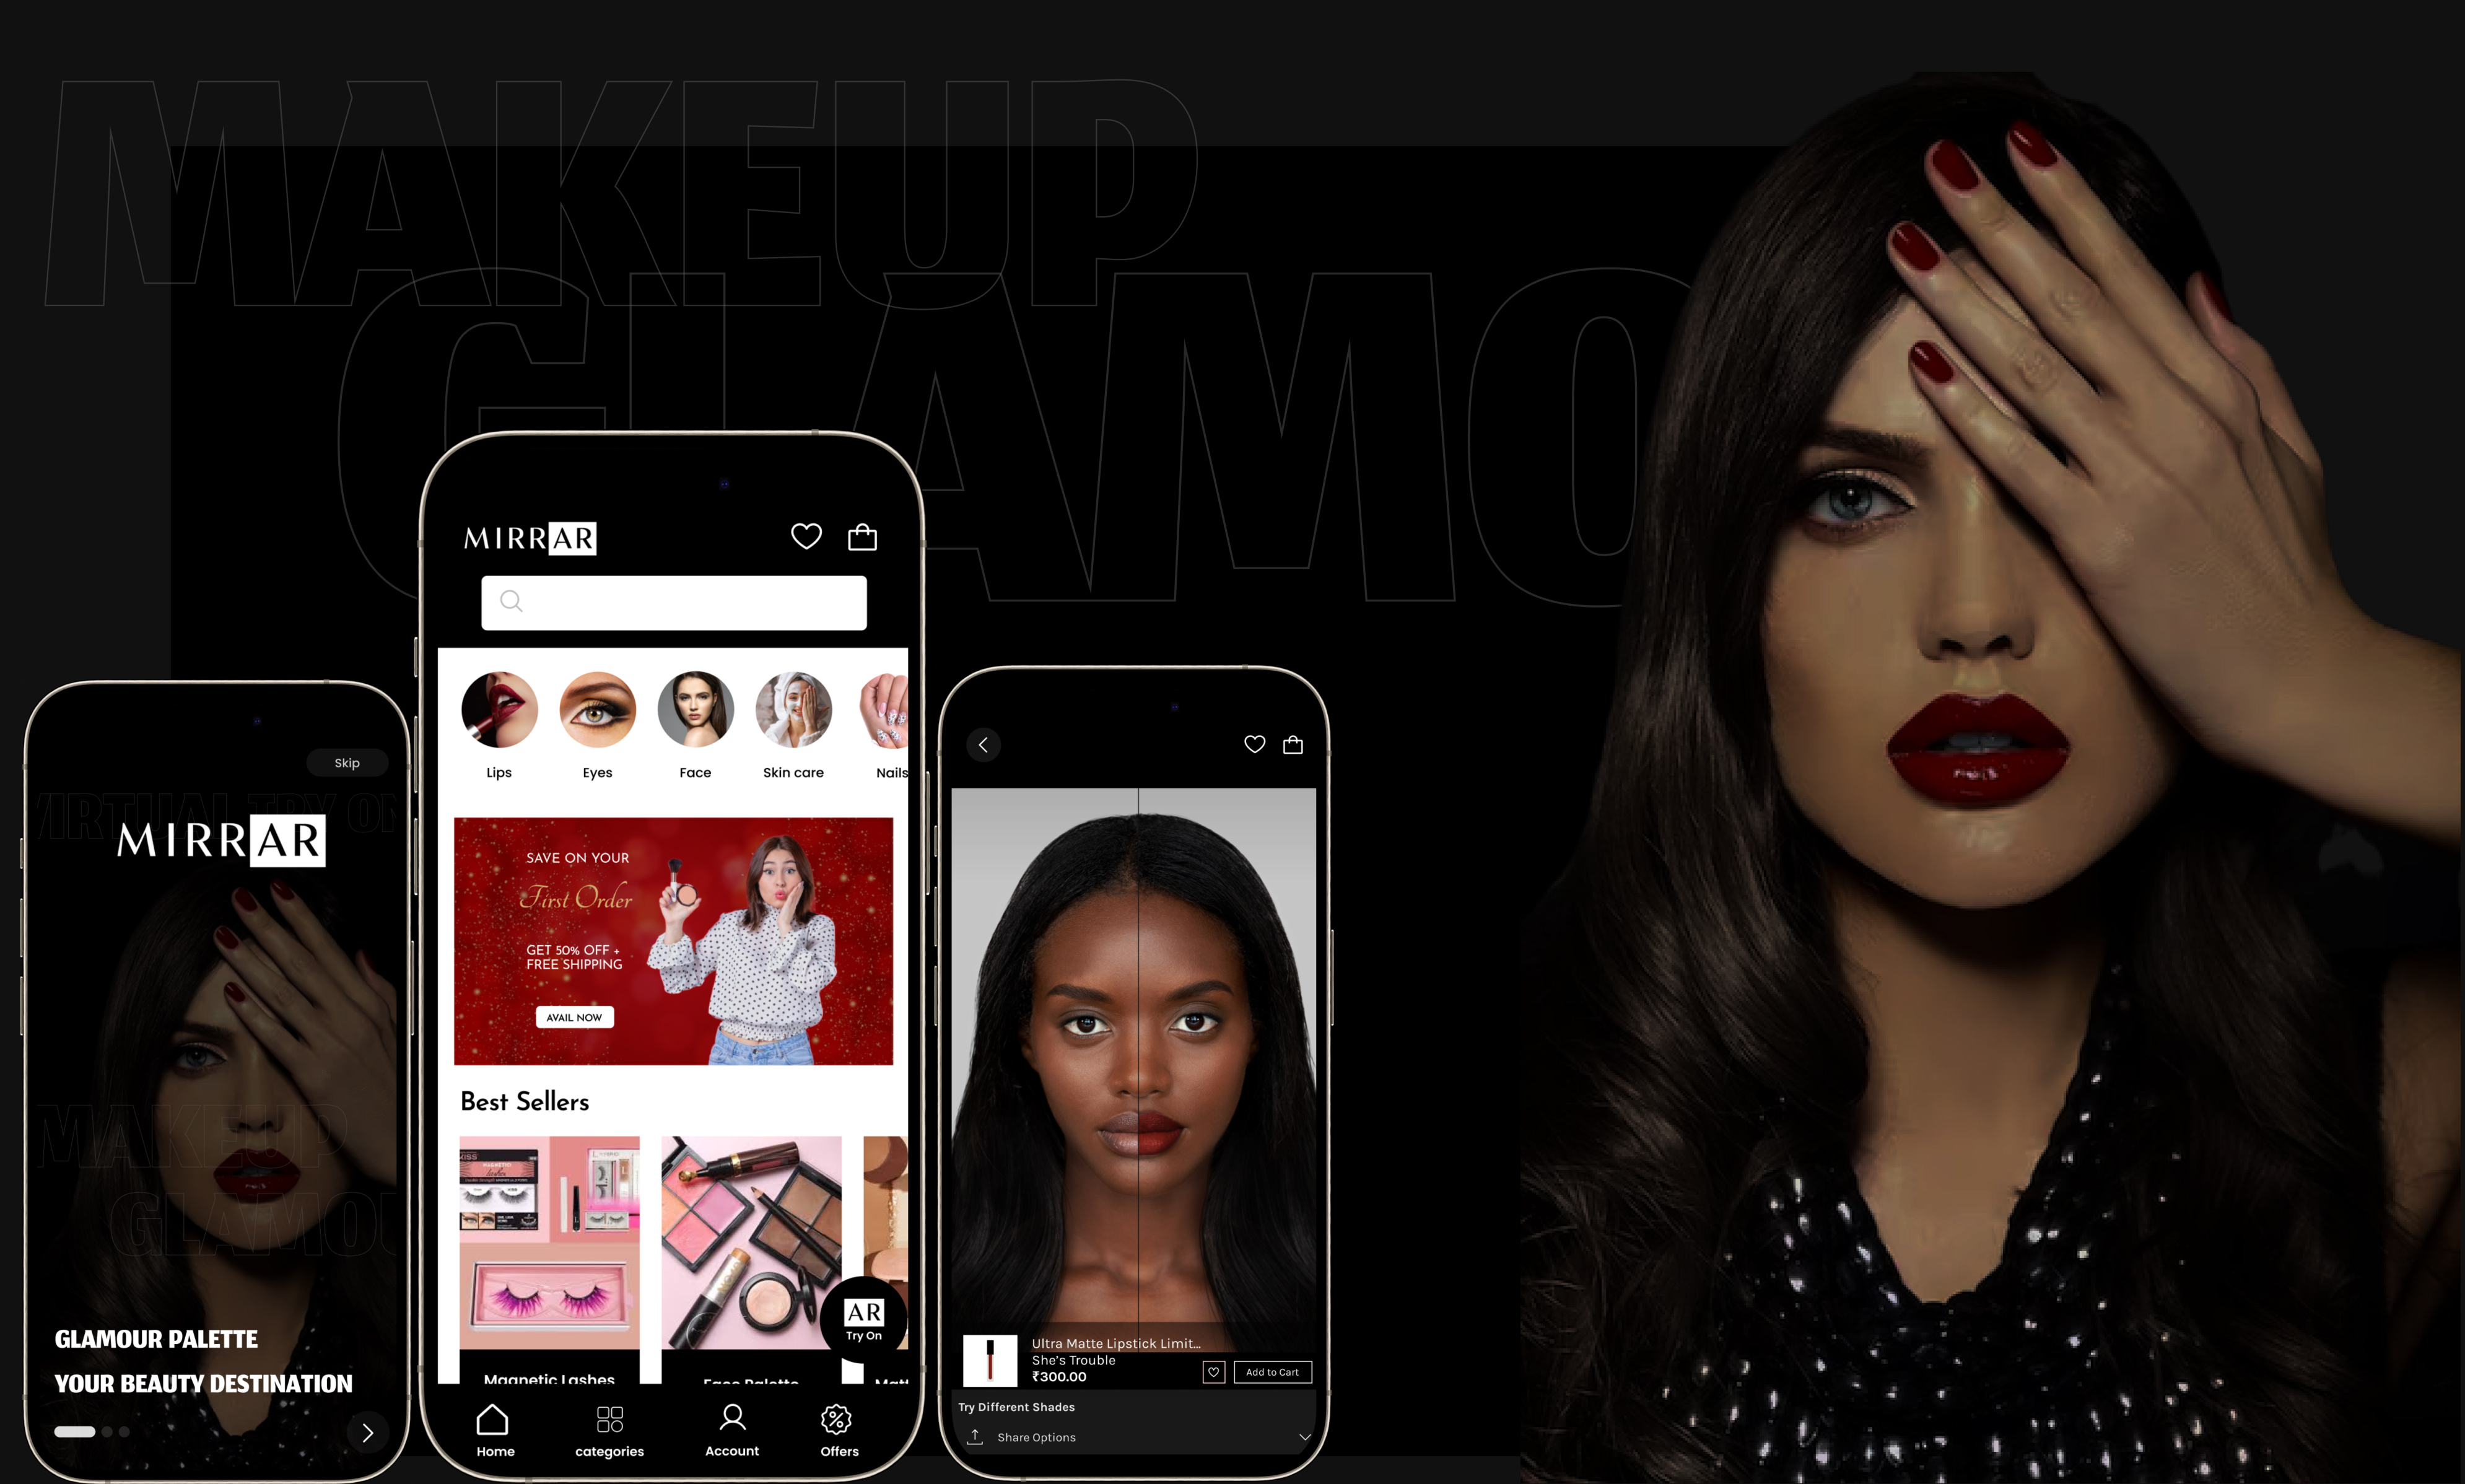 MAKEUP
GLAMO
Skip
VIRTUAL TRY ON
MIRRAR
MAKEUP
GLAMOU
GLAMOUR PALETTE
YOUR BEAUTY DESTINATION
MIRRAR
Lips
Eyes
Face
Skin care
Nails
SAVE ON YOUR
First Order
GET 50% OFF +
FREE SHIPPING
AVAIL NOW
Best Sellers
KISS
MAGNETIC
AR
Try On
Magnetic Lashes
Face Palette
Matt
Home
categories
Account
Offers
Ultra Matte Lipstick Limit...
She's Trouble
₹300.00
Add to Cart
Try Different Shades
Share Options